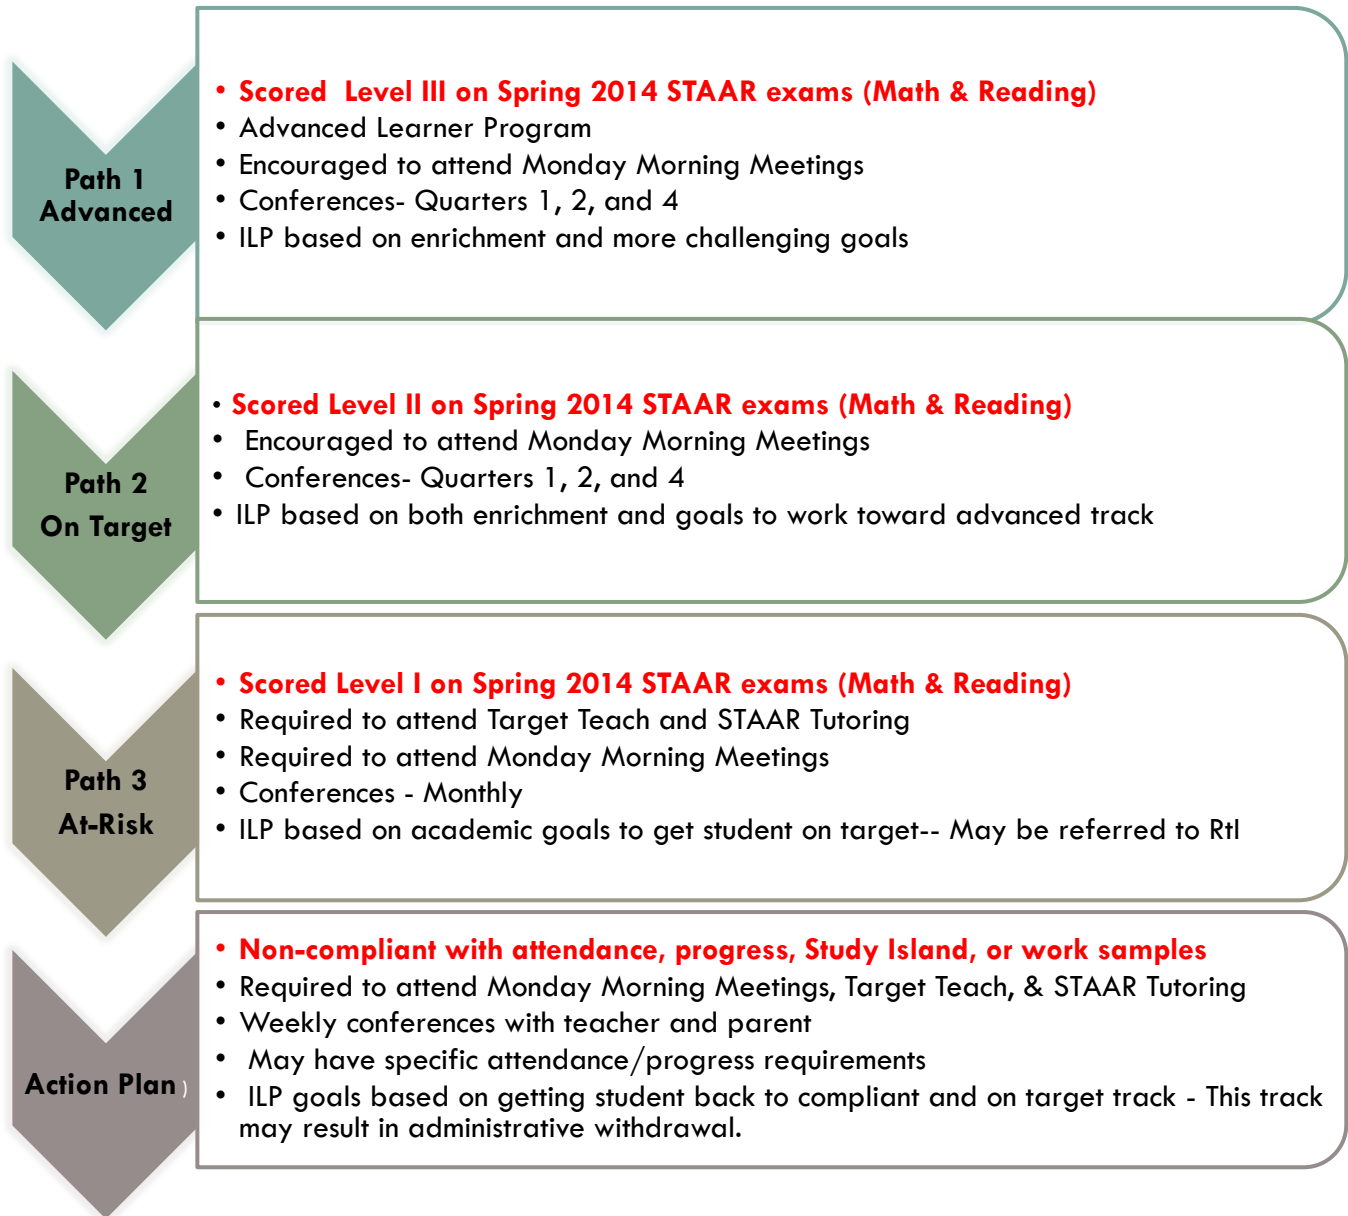 Path 1
Advanced
• Scored  Level III on Spring 2014 STAAR exams (Math & Reading)
• Advanced Learner Program
• Encouraged to attend Monday Morning Meetings
• Conferences- Quarters 1, 2, and 4
• ILP based on enrichment and more challenging goals
Path 2
On Target
• Scored Level II on Spring 2014 STAAR exams (Math & Reading)
• Encouraged to attend Monday Morning Meetings
• Conferences- Quarters 1, 2, and 4
• ILP based on both enrichment and goals to work toward advanced track
Path 3
At-Risk
• Scored Level I on Spring 2014 STAAR exams (Math & Reading)
• Required to attend Target Teach and STAAR Tutoring
• Required to attend Monday Morning Meetings
• Conferences - Monthly
• ILP based on academic goals to get student on target-- May be referred to RtI
Action Plan )
• Non-compliant with attendance, progress, Study Island, or work samples
• Required to attend Monday Morning Meetings, Target Teach, & STAAR Tutoring
• Weekly conferences with teacher and parent
• May have specific attendance/progress requirements
• ILP goals based on getting student back to compliant and on target track - This track
may result in administrative withdrawal.